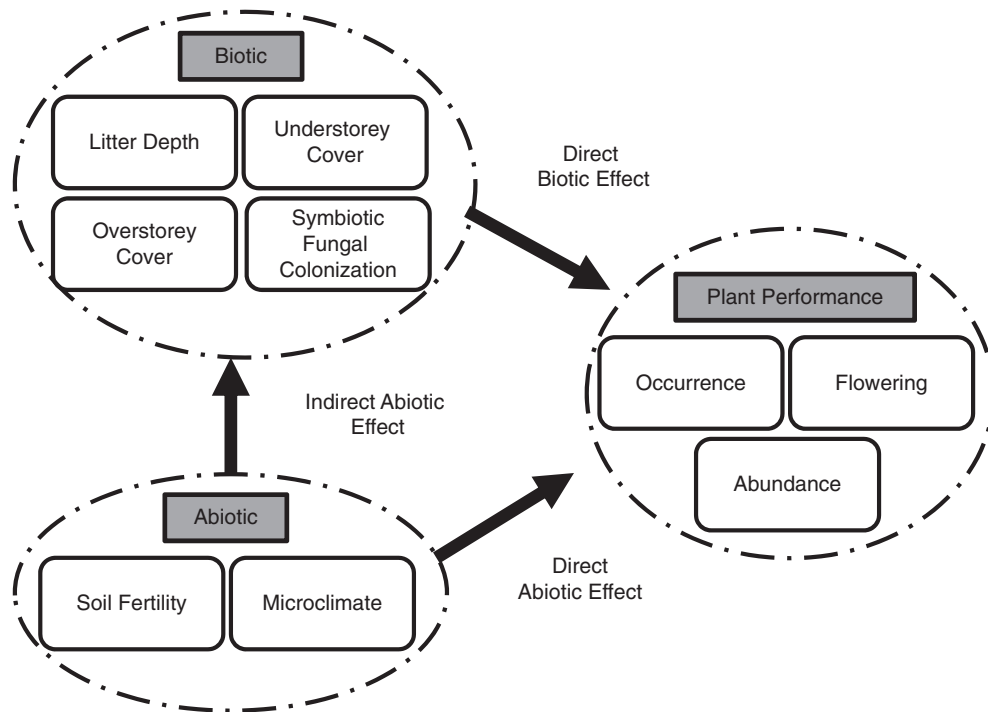 Biotic
Litter Depth
Understorey
Cover
Overstorey
Cover
Symbiotic
Fungal
Colonization
Direct
Biotic Effect
Plant Performance
Occurrence
Flowering
Abundance
Indirect Abiotic
Effect
Abiotic
Soil Fertility
Microclimate
Direct
Abiotic Effect